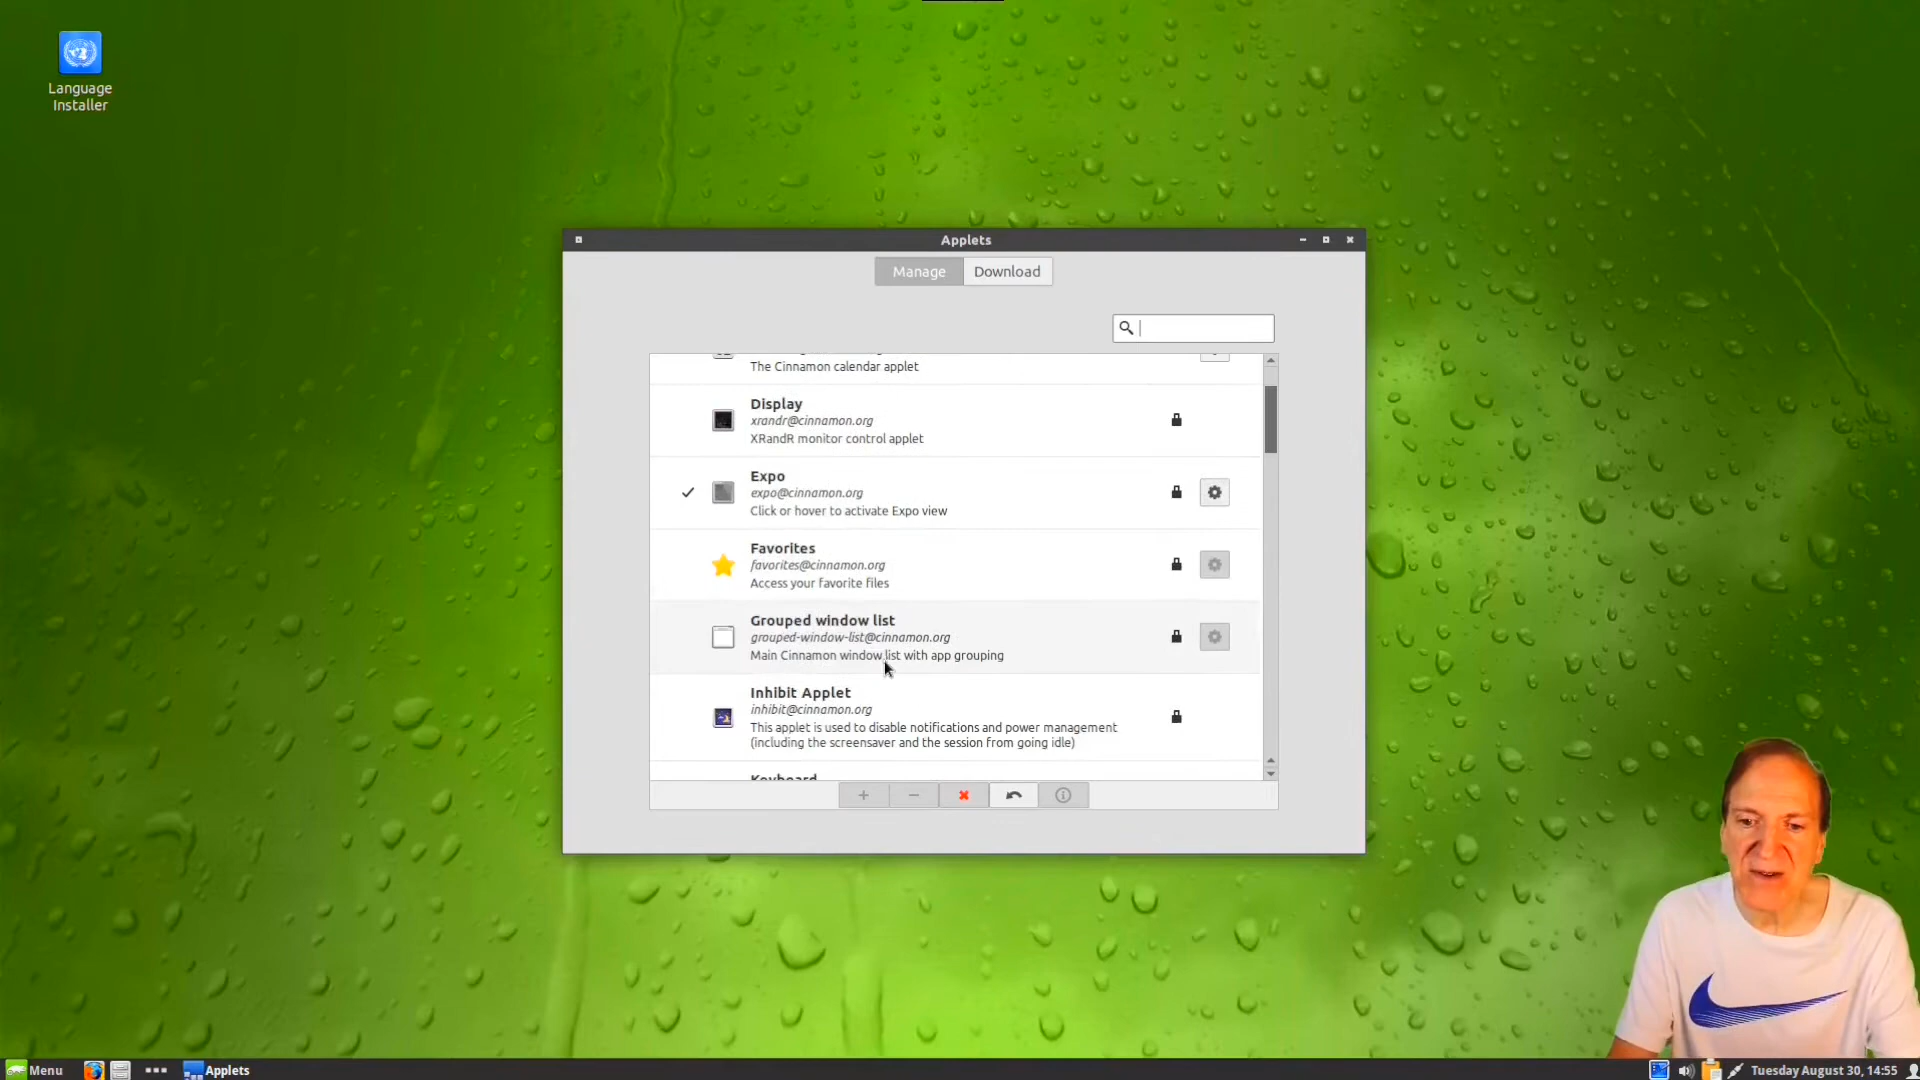 Language
Installer
Applets
Manage
Download
The Cinnamon calendar applet
Display
xrandr@cinnamon.org
XRandR monitor control applet
Expo
expo@cinnamon.org
Click or hover to activate Expo view
Favorites
favorites@cinnamon.org
Access your favorite files
Grouped window list
grouped-window-list@cinnamon.org
Main Cinnamon window list with app grouping
Inhibit Applet
inhibit@cinnamon.org
This applet is used to disable notifications and power management
(including the screensaver and the session from going idle)
Keyboard
Menu
Applets
Tuesday August 30, 14:55